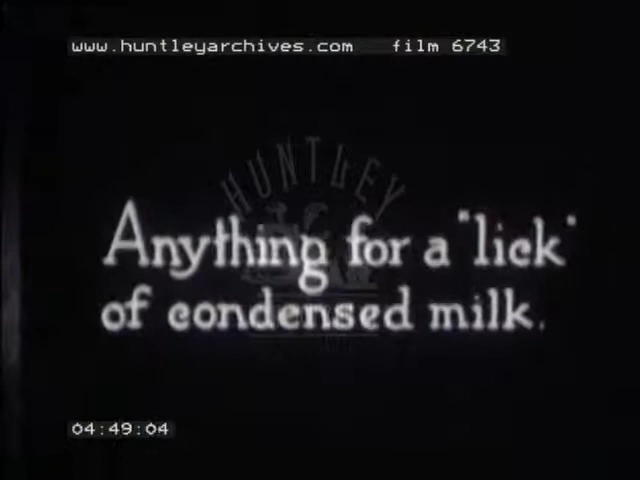 www.huntleyarchives.com film 6743
HUNTLEY
Anything for a "lick"
of condensed milk.
04:49:04